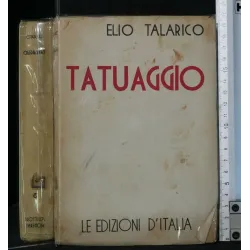 ELIO TALARICO
TATUAGGIO
LE EDIZIONI D'ITALIA